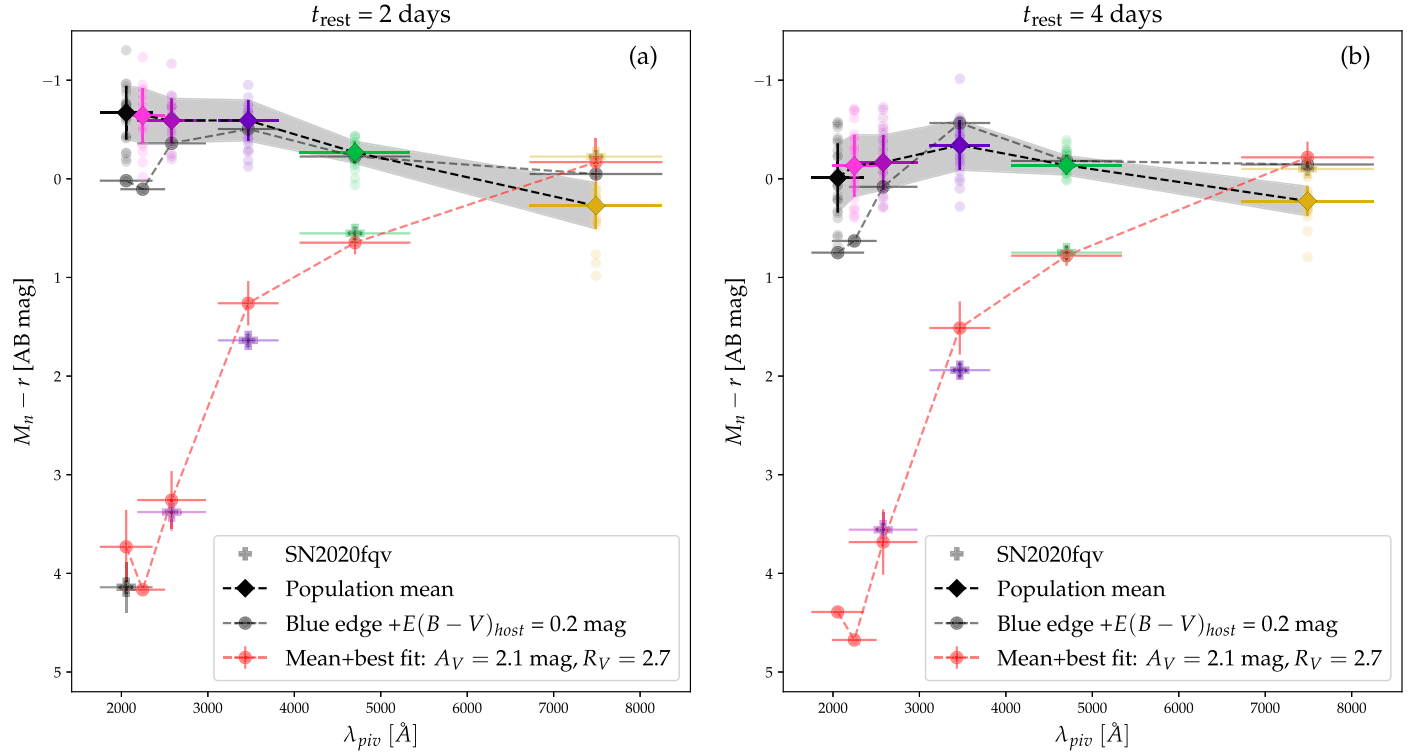 t_rest = 2 days
(a)
−1
0
1
2
3
4
5
M_n − r [AB mag]
SN2020fqv
Population mean
Blue edge +E(B − V)_host = 0.2 mag
Mean+best fit: A_V = 2.1 mag, R_V = 2.7
2000 3000 4000 5000 6000 7000 8000
λ_piv [Å]
t_rest = 4 days
(b)
−1
0
1
2
3
4
5
M_n − r [AB mag]
SN2020fqv
Population mean
Blue edge +E(B − V)_host = 0.2 mag
Mean+best fit: A_V = 2.1 mag, R_V = 2.7
2000 3000 4000 5000 6000 7000 8000
λ_piv [Å]